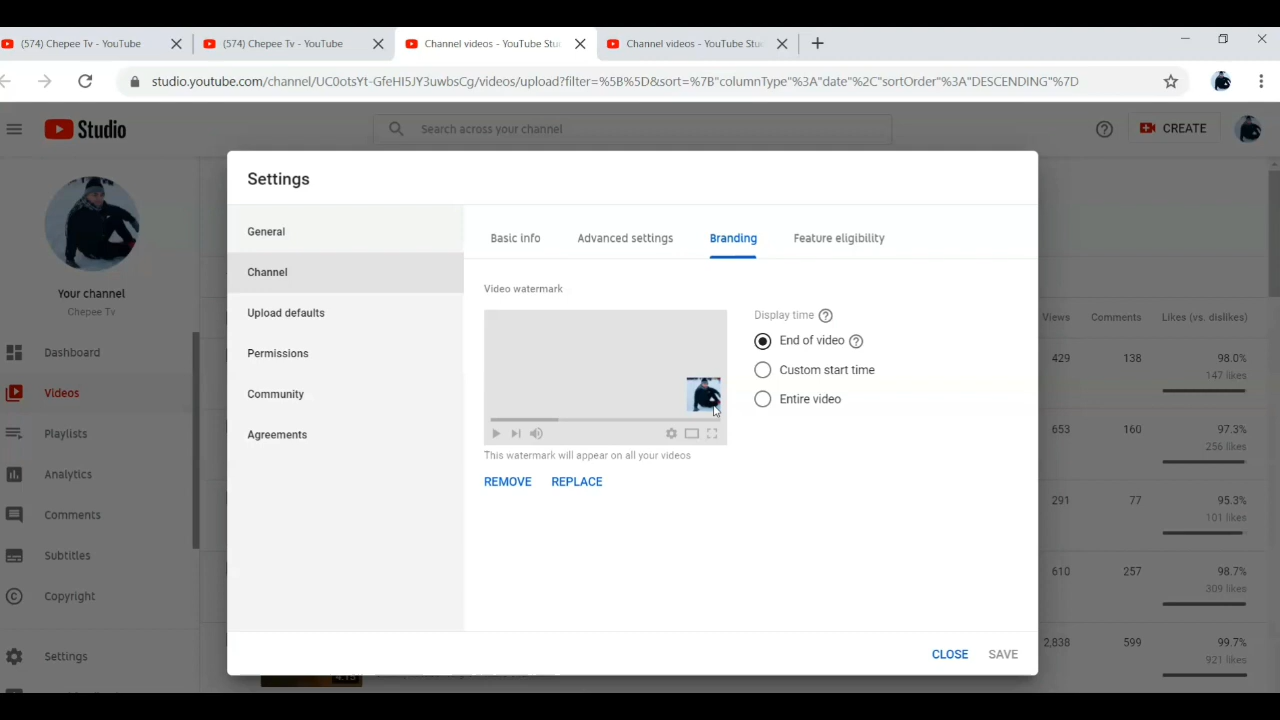 (574) Chepee Tv - YouTube
(574) Chepee Tv - YouTube
Channel videos - YouTube Stu
Channel videos - YouTube Stu
studio.youtube.com/channel/UC0otsYt-GfeHI5JY3uwbsCg/videos/upload?filter=%5B%5D&sort=%7B"columnType"%3A"date"%2C"sortOrder"%3A"DESCENDING"%7D
Studio
Search across your channel
CREATE
Settings
General
Channel
Upload defaults
Permissions
Community
Agreements
Basic info
Advanced settings
Branding
Feature eligibility
Video watermark
This watermark will appear on all your videos
REMOVE
REPLACE
Display time
End of video
Custom start time
Entire video
CLOSE
SAVE
Your channel
Chepee Tv
Dashboard
Videos
Playlists
Analytics
Comments
Subtitles
Copyright
Settings
Views Comments Likes (vs. dislikes)
429 138 98.0%
147 likes
653 160 97.3%
256 likes
291 77 95.3%
101 likes
610 257 98.7%
309 likes
2,838 599 99.7%
921 likes
4:15